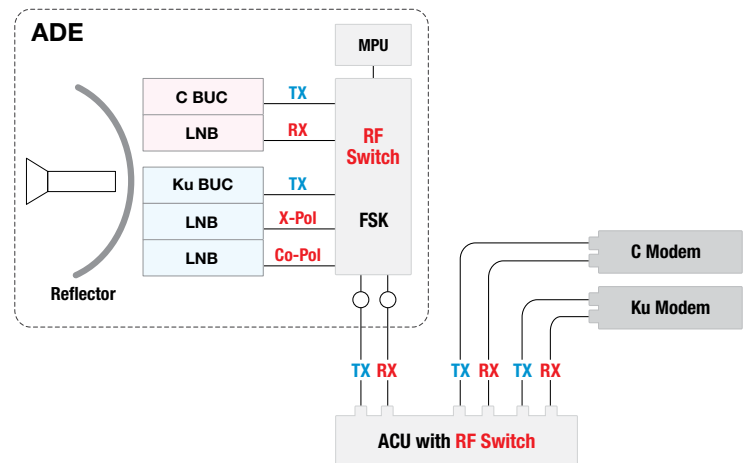 ADE
MPU
C BUC
TX
LNB
RX
RF
Switch
Ku BUC
TX
LNB
X-Pol
FSK
LNB
Co-Pol
Reflector
C Modem
Ku Modem
TX RX
TX RX TX RX
ACU with RF Switch